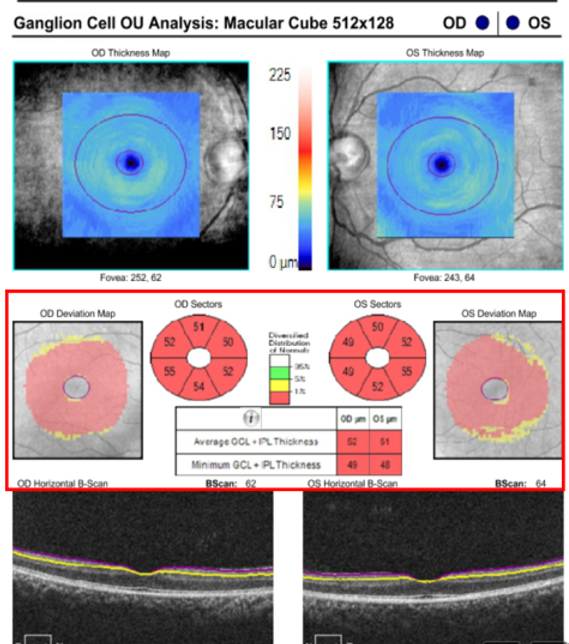 Ganglion Cell OU Analysis: Macular Cube 512x128 OD OS
OD Thickness Map
OS Thickness Map
225
150
75
0 μm
Fovea: 252, 62
Fovea: 243, 64
OD Deviation Map
OD Sectors
OS Sectors
OS Deviation Map
51
52 50
55 52
54
Diversified
Distribution
of Normals
95%
5%
1%
50
49 52
49 55
52
OD μm OS μm
Average GCL + IPL Thickness 52 51
Minimum GCL + IPL Thickness 49 48
OD Horizontal B-Scan
BScan: 62
OS Horizontal B-Scan
BScan: 64